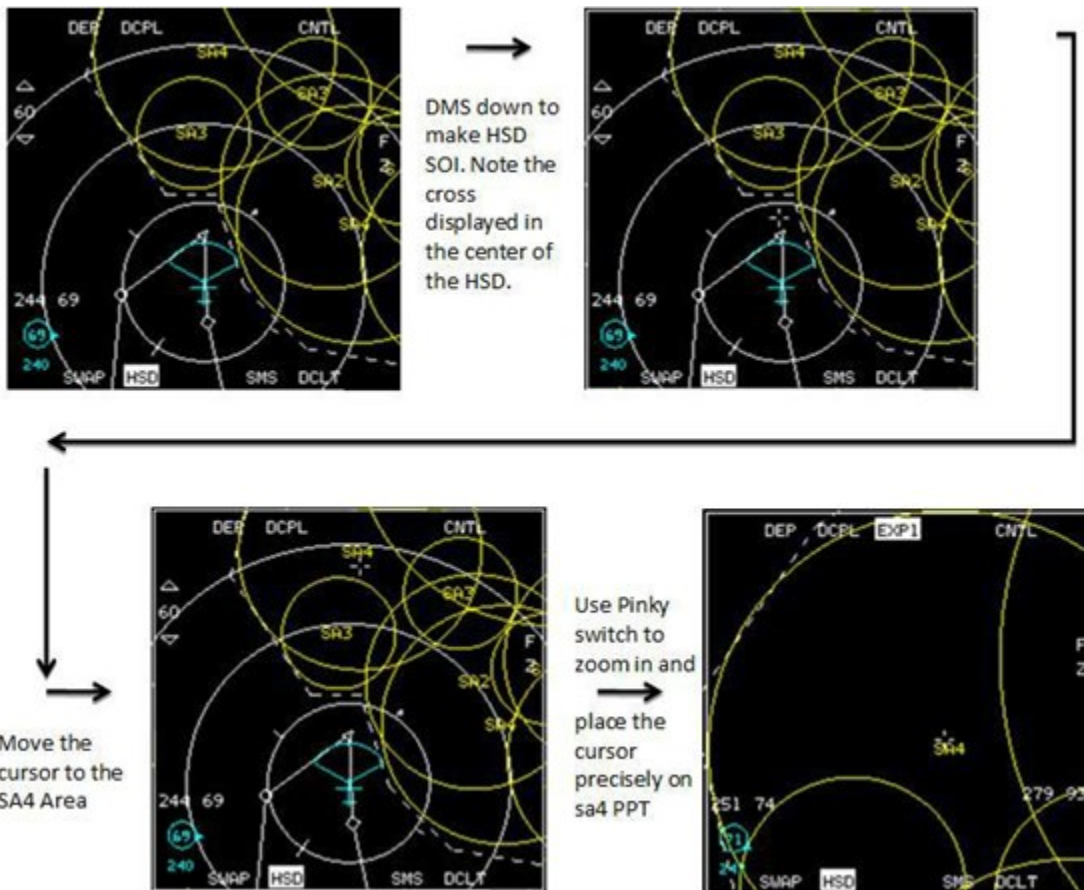 DEP DCPL CNTL
SA4
SA3
60
SA3
F
Z
SA2
SA4
244 69
69
240
SWAP HSD SMS DCLT
DMS down to
make HSD
SOI. Note the
cross
displayed in
the center of
the HSD.
DEP DCPL CNTL
SA4
SA3
60
SA3
F
Z
SA2
SA4
244 69
69
240
SWAP HSD SMS DCLT
Move the
cursor to the
SA4 Area
DEP DCPL CNTL
SA4
SA3
60
SA3
F
Z
SA2
SA4
244 69
69
240
SWAP HSD SMS DCLT
Use Pinky
switch to
zoom in and
place the
cursor
precisely on
sa4 PPT
DEP DCPL EXP1 CNTL
F
Z
SA4
251 74
71
SWAP HSD SMS DCLT